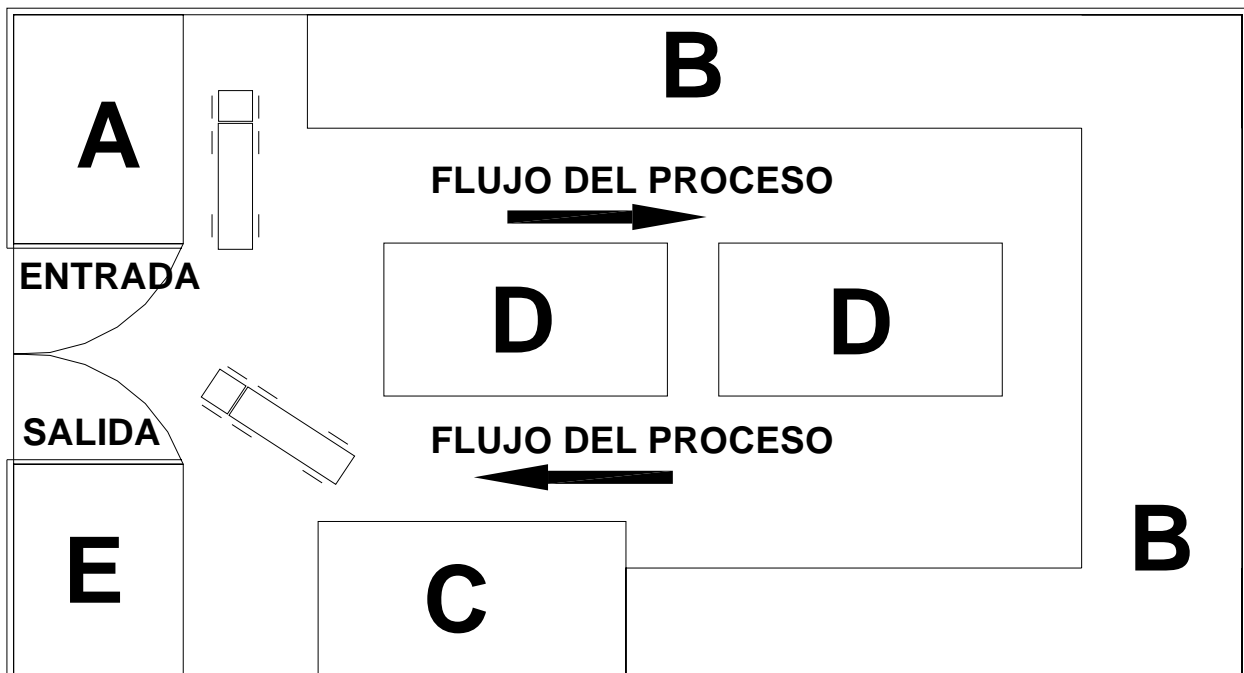 B
A
FLUJO DEL PROCESO
ENTRADA
D
D
SALIDA
FLUJO DEL PROCESO
B
E
C